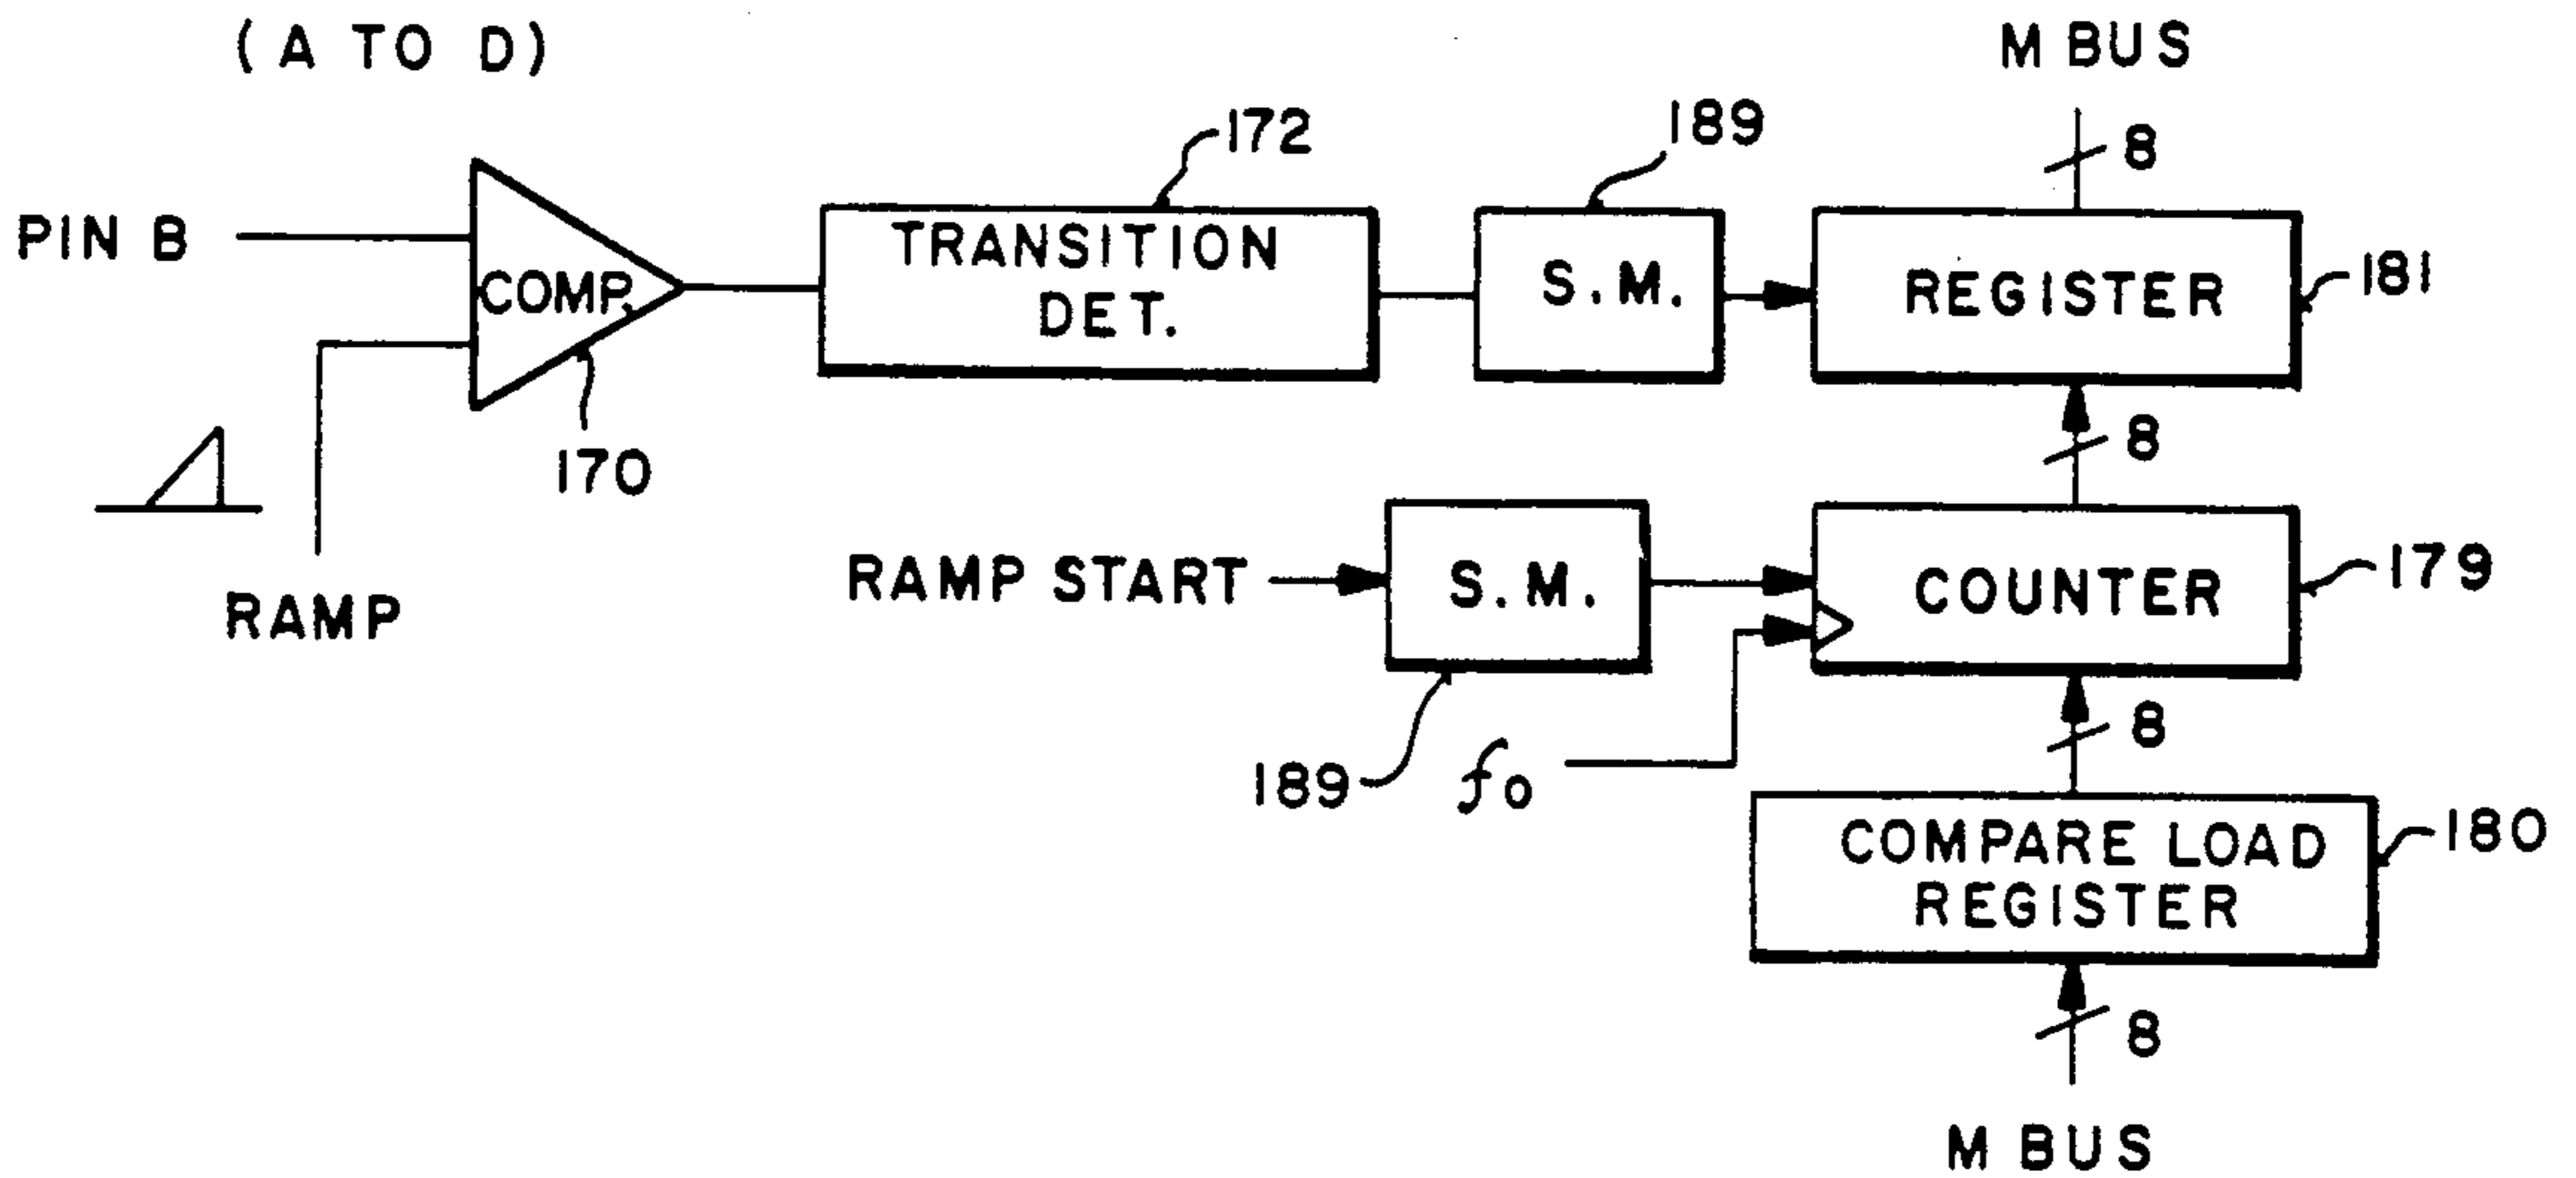 (A TO D)
M BUS
172
189
8
PIN B
TRANSITION
DET.
COMP.
S.M.
REGISTER
181
170
8
RAMP
RAMP START
S.M.
COUNTER
179
189
fo
8
COMPARE LOAD
REGISTER
180
8
M BUS